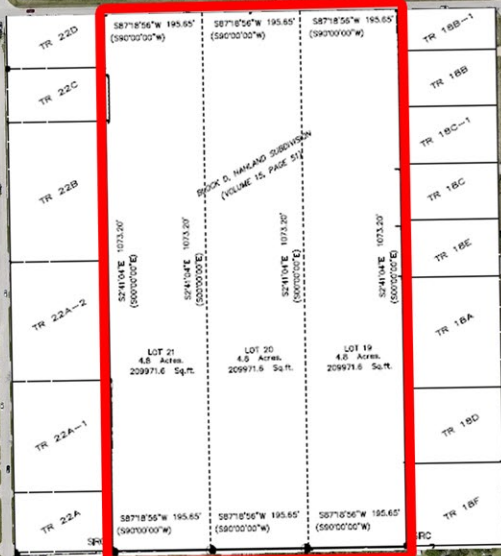 TR 22D
TR 22C
TR 22B
TR 22A-2
TR 22A-1
TR 22A
S87°18'56"W 195.65'
(S90°00'00"W)
S87°18'56"W 195.65'
(S90°00'00"W)
S87°18'56"W 195.65'
(S90°00'00"W)
BLOCK D, NANLAND SUBDIVISION
(VOLUME 15, PAGE 51)
S2°41'04"E 1073.20'
(S00°00'00"E)
S2°41'04"E 1073.20'
(S00°00'00"E)
S2°41'04"E 1073.20'
(S00°00'00"E)
S2°41'04"E 1073.20'
(S00°00'00"E)
LOT 21
4.8 Acres.
209971.6 Sq.ft.
LOT 20
4.8 Acres.
209971.6 Sq.ft.
LOT 19
4.8 Acres.
209971.6 Sq.ft.
S87°18'56"W 195.65'
(S90°00'00"W)
S87°18'56"W 195.65'
(S90°00'00"W)
S87°18'56"W 195.65'
(S90°00'00"W)
TR 18B-1
TR 18B
TR 18C-1
TR 18C
TR 18E
TR 18A
TR 18D
TR 18F